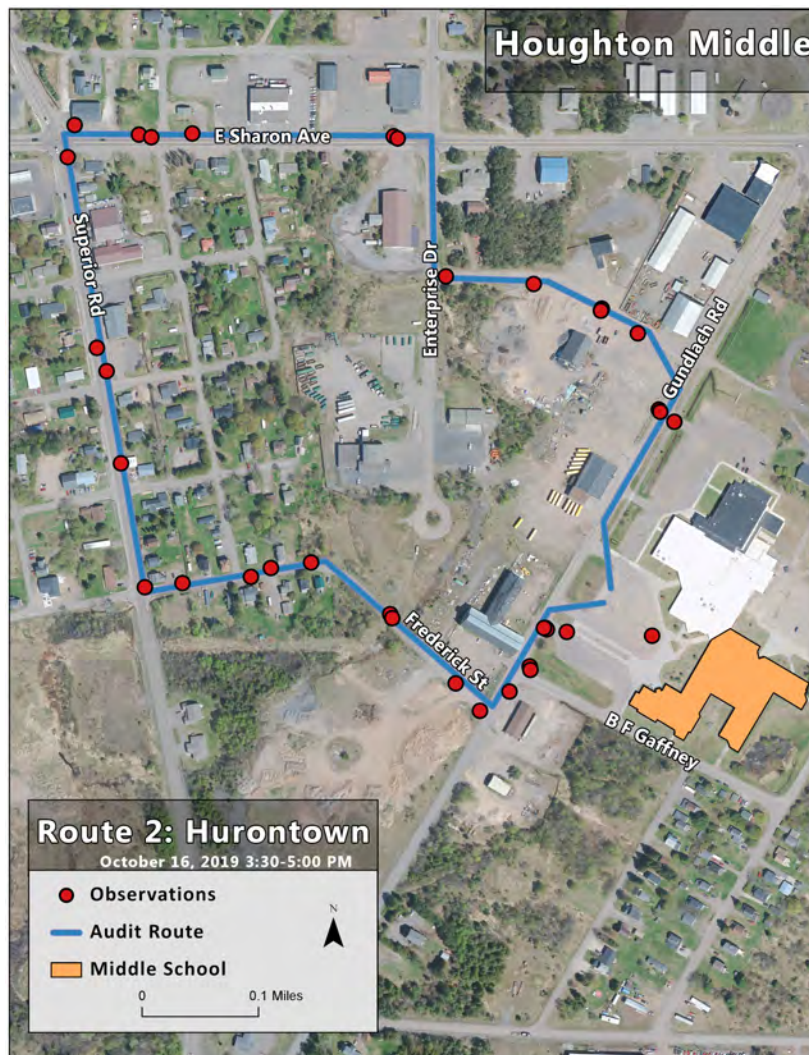 Houghton Middle
E Sharon Ave
Superior Rd
Enterprise Dr
Gundlach Rd
Frederick St
B F Gaffney
Route 2: Hurontown
October 16, 2019 3:30-5:00 PM
Observations
N
Audit Route
Middle School
0 0.1 Miles